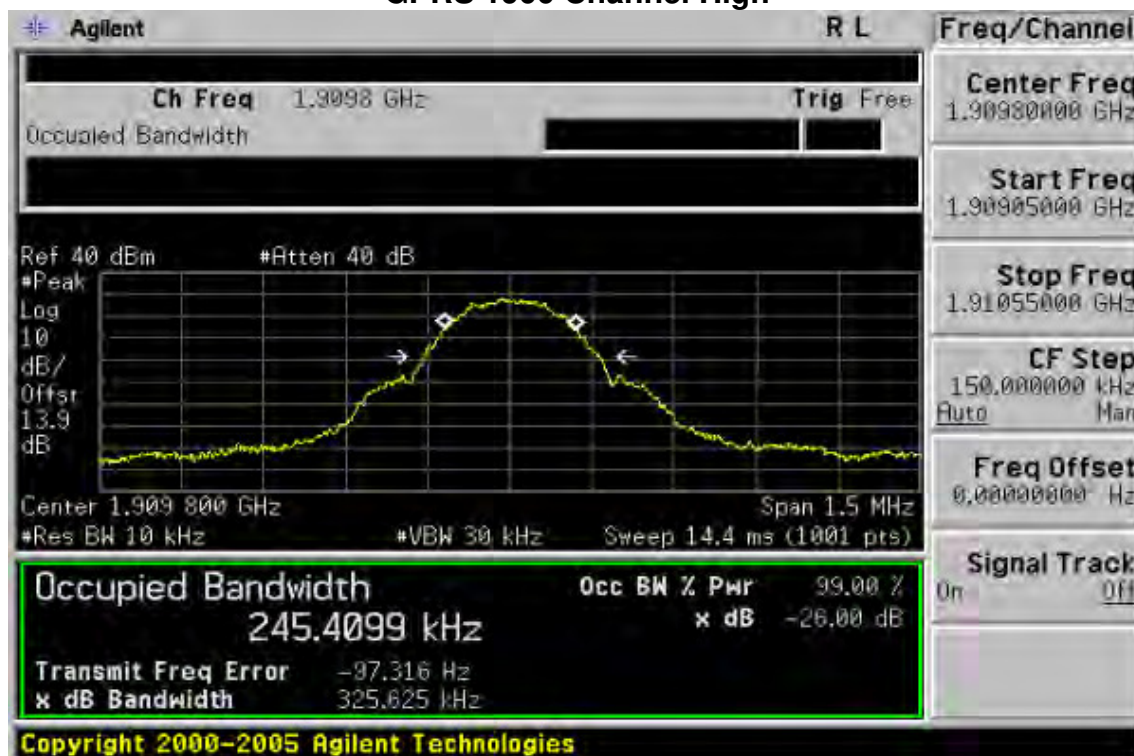 Agilent R L Freq/Channel
Ch Freq 1.9098 GHz Trig Free
Occupied Bandwidth
Center Freq
1.90980000 GHz
Start Freq
1.90905000 GHz
Stop Freq
1.91055000 GHz
CF Step
150.000000 kHz
Auto Man
Freq Offset
0.00000000 Hz
Signal Track
On Off
Ref 40 dBm #Atten 40 dB
#Peak
Log
10
dB/
Offst
13.9
dB
Center 1.909 800 GHz Span 1.5 MHz
#Res BW 10 kHz #VBW 30 kHz Sweep 14.4 ms (1001 pts)
Occupied Bandwidth Occ BW % Pwr 99.00 %
245.4099 kHz x dB -26.00 dB
Transmit Freq Error -97.316 Hz
x dB Bandwidth 325.625 kHz
Copyright 2000-2005 Agilent Technologies